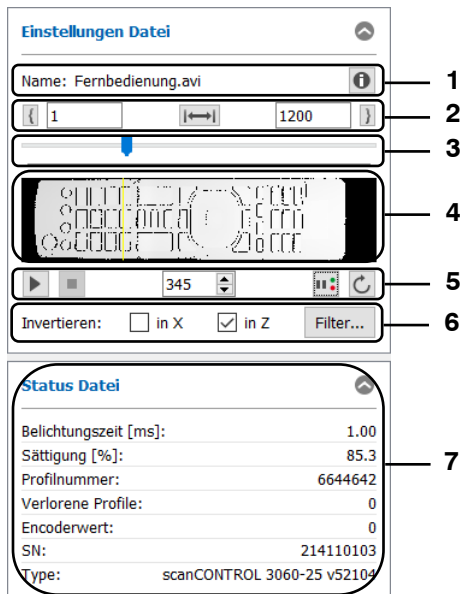 Einstellungen Datei
Name: Fernbedienung.avi 1
{ 1 1200 } 2
3
4
345 5
Invertieren: in X in Z Filter... 6
Status Datei
Belichtungszeit [ms]: 1.00
Sättigung [%]: 85.3
Profilnummer: 6644642
7
Verlorene Profile: 0
Encoderwert: 0
SN: 214110103
Type: scanCONTROL 3060-25 v52104